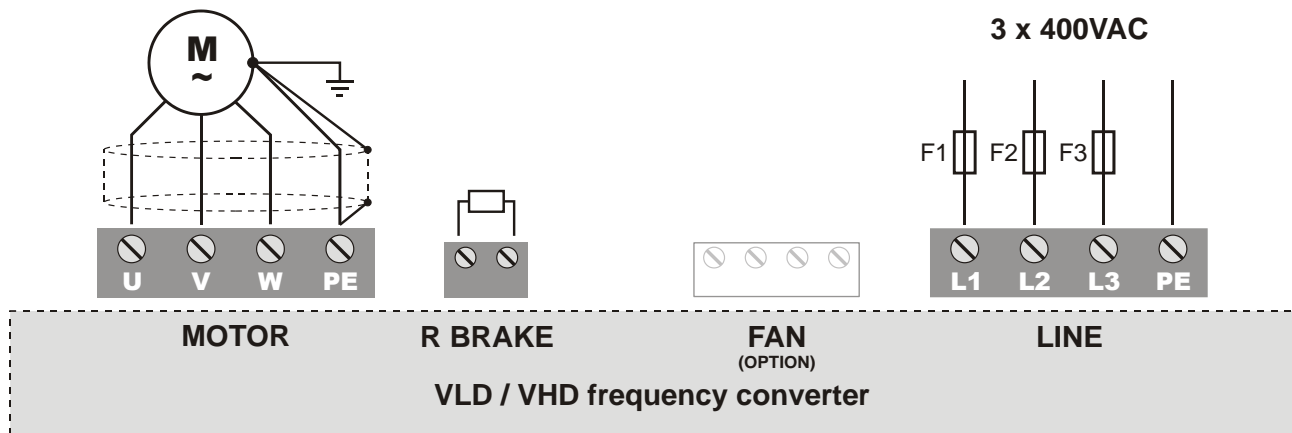 3 x 400VAC
M
~
F1 F2 F3
U V W PE
L1 L2 L3 PE
MOTOR
R BRAKE
FAN
(OPTION)
LINE
VLD / VHD frequency converter